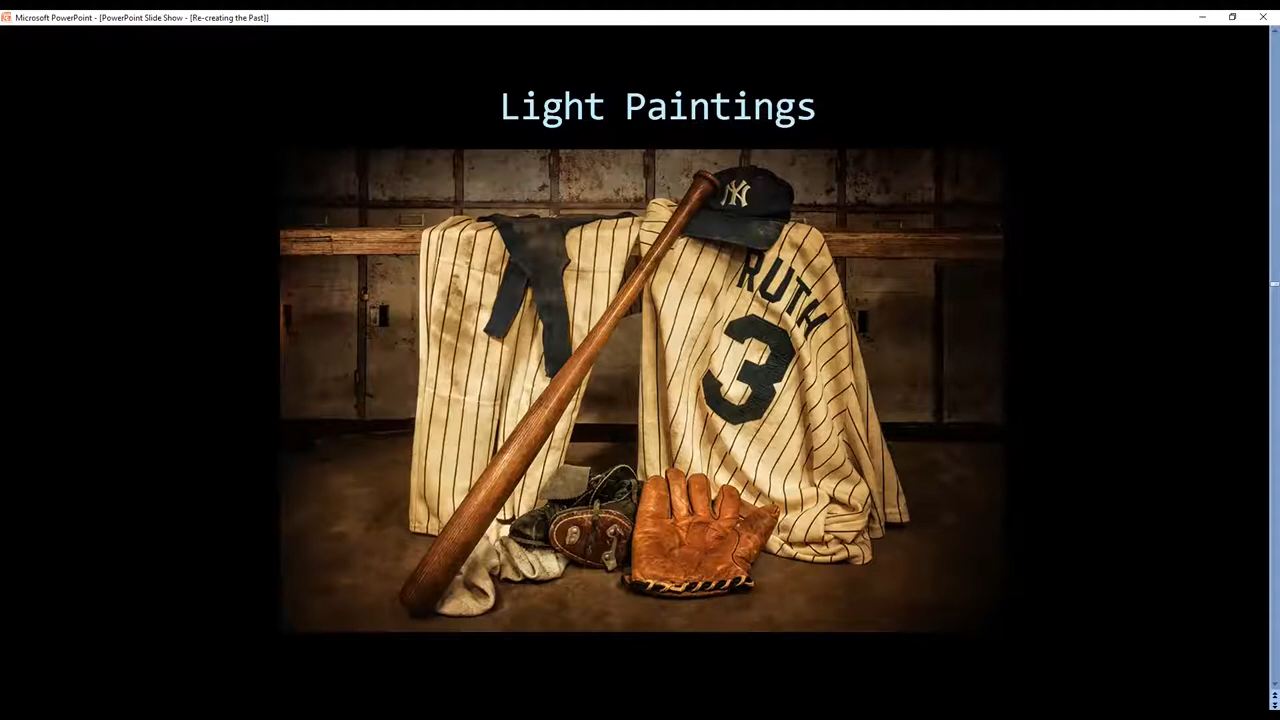 Microsoft PowerPoint - [PowerPoint Slide Show - [Re-creating the Past]]
Light Paintings
NY
RUTH
3